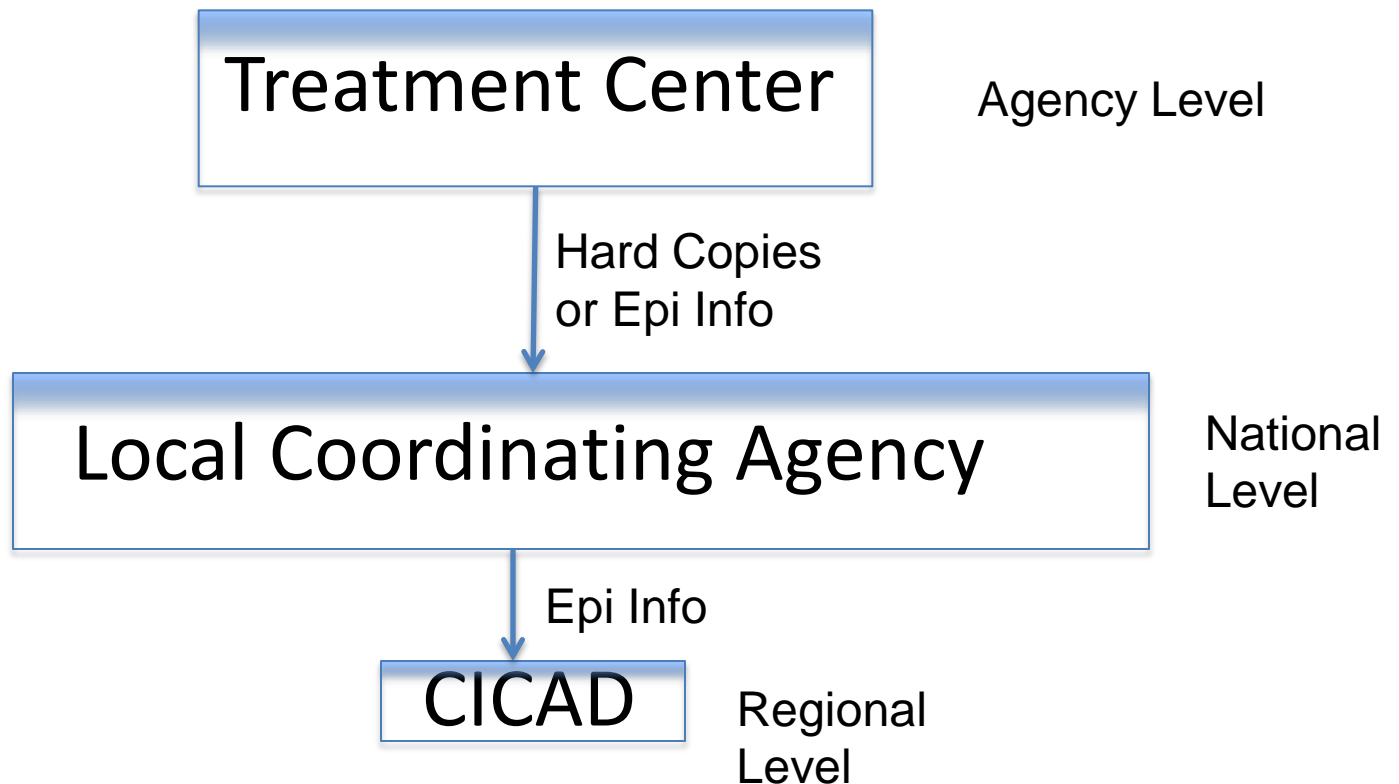 Treatment Center
Agency Level
Hard Copies
or Epi Info
Local Coordinating Agency
National
Level
Epi Info
CICAD
Regional
Level